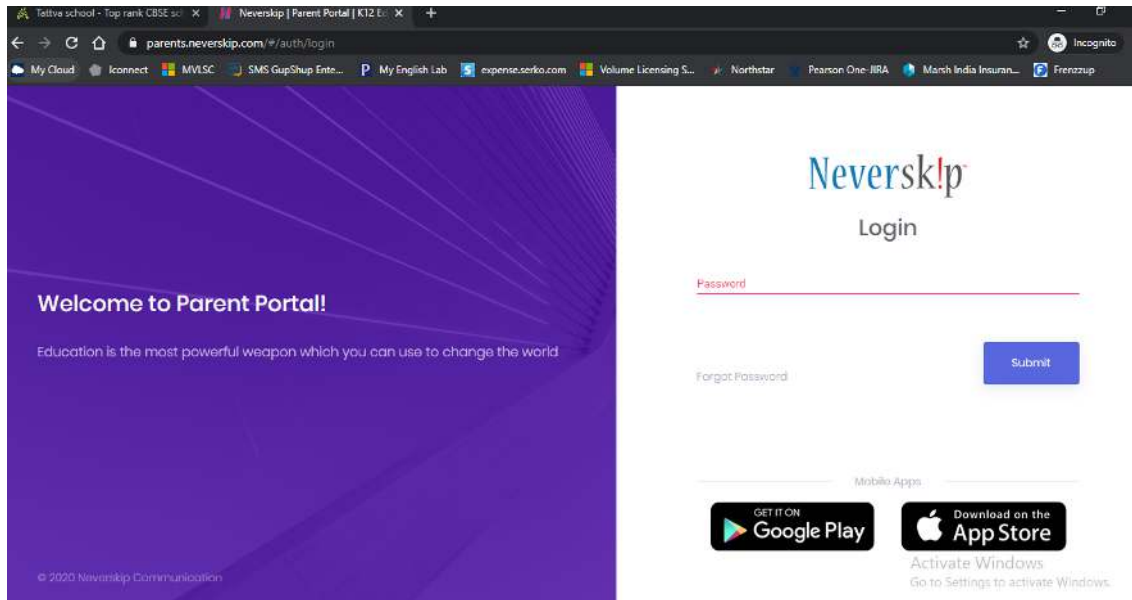 Tattva school - Top rank CBSE sc
Neverskip | Parent Portal | K12 Ed
parents.neverskip.com/#/auth/login
Incognito
My Cloud
Iconnect
MVLSC
SMS GupShup Ente...
My English Lab
expense.serko.com
Volume Licensing S...
Northstar
Pearson One-JIRA
Marsh India Insuran...
Frenzzup
Neversk!p
Login
Password
Welcome to Parent Portal!
Education is the most powerful weapon which you can use to change the world
Submit
Forgot Password
Mobile Apps
GET IT ON
Google Play
Download on the
App Store
Activate Windows
Go to Settings to activate Windows.
© 2020 Neverskip Communication